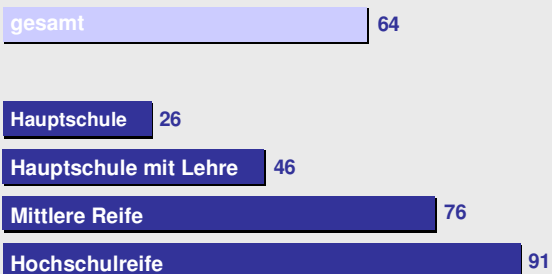 gesamt 64
Hauptschule 26
Hauptschule mit Lehre 46
Mittlere Reife 76
Hochschulreife 91